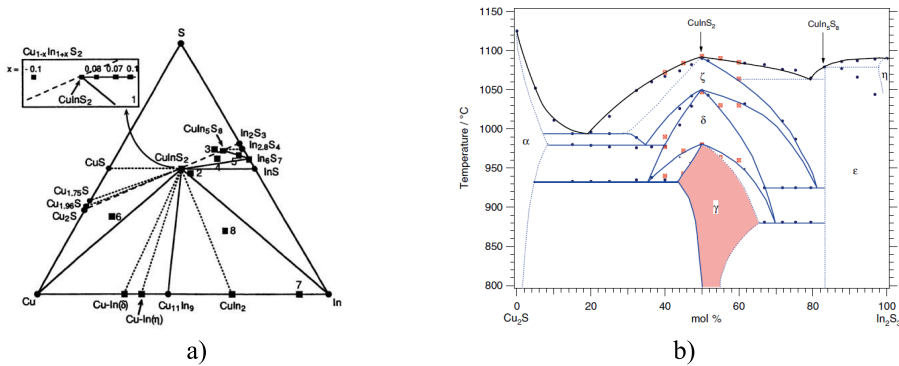 S
Cu1-xIn1+xS2
x = - 0.1
0.08 0.07 0.1
CuInS2
1
CuIn5S8
In2S3
In2.8S4
3
5
In6S7
4
CuS
CuInS2
2
InS
Cu1.75S
Cu1.96S
Cu2S
6
8
7
Cu
Cu-In(δ)
Cu-In(η)
Cu11In9
CuIn2
In
a)
1150
1100
1050
1000
950
900
850
800
Temperature / °C
CuInS2
CuIn5S8
ζ
η
α
δ
ε
γ
0
20
40
60
80
100
Cu2S
mol %
In2S3
b)